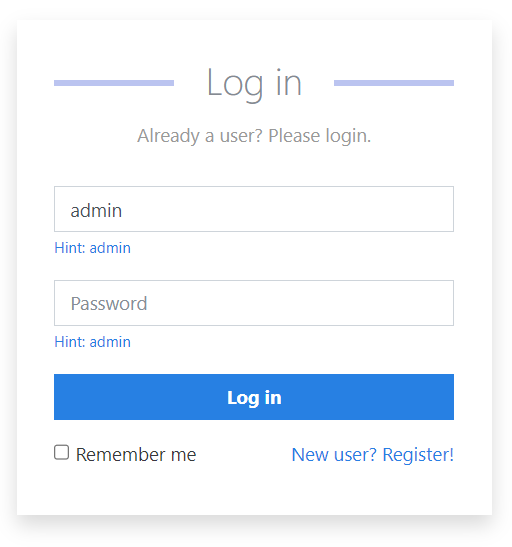 Log in
Already a user? Please login.
admin
Hint: admin
Password
Hint: admin
Log in
Remember me New user? Register!